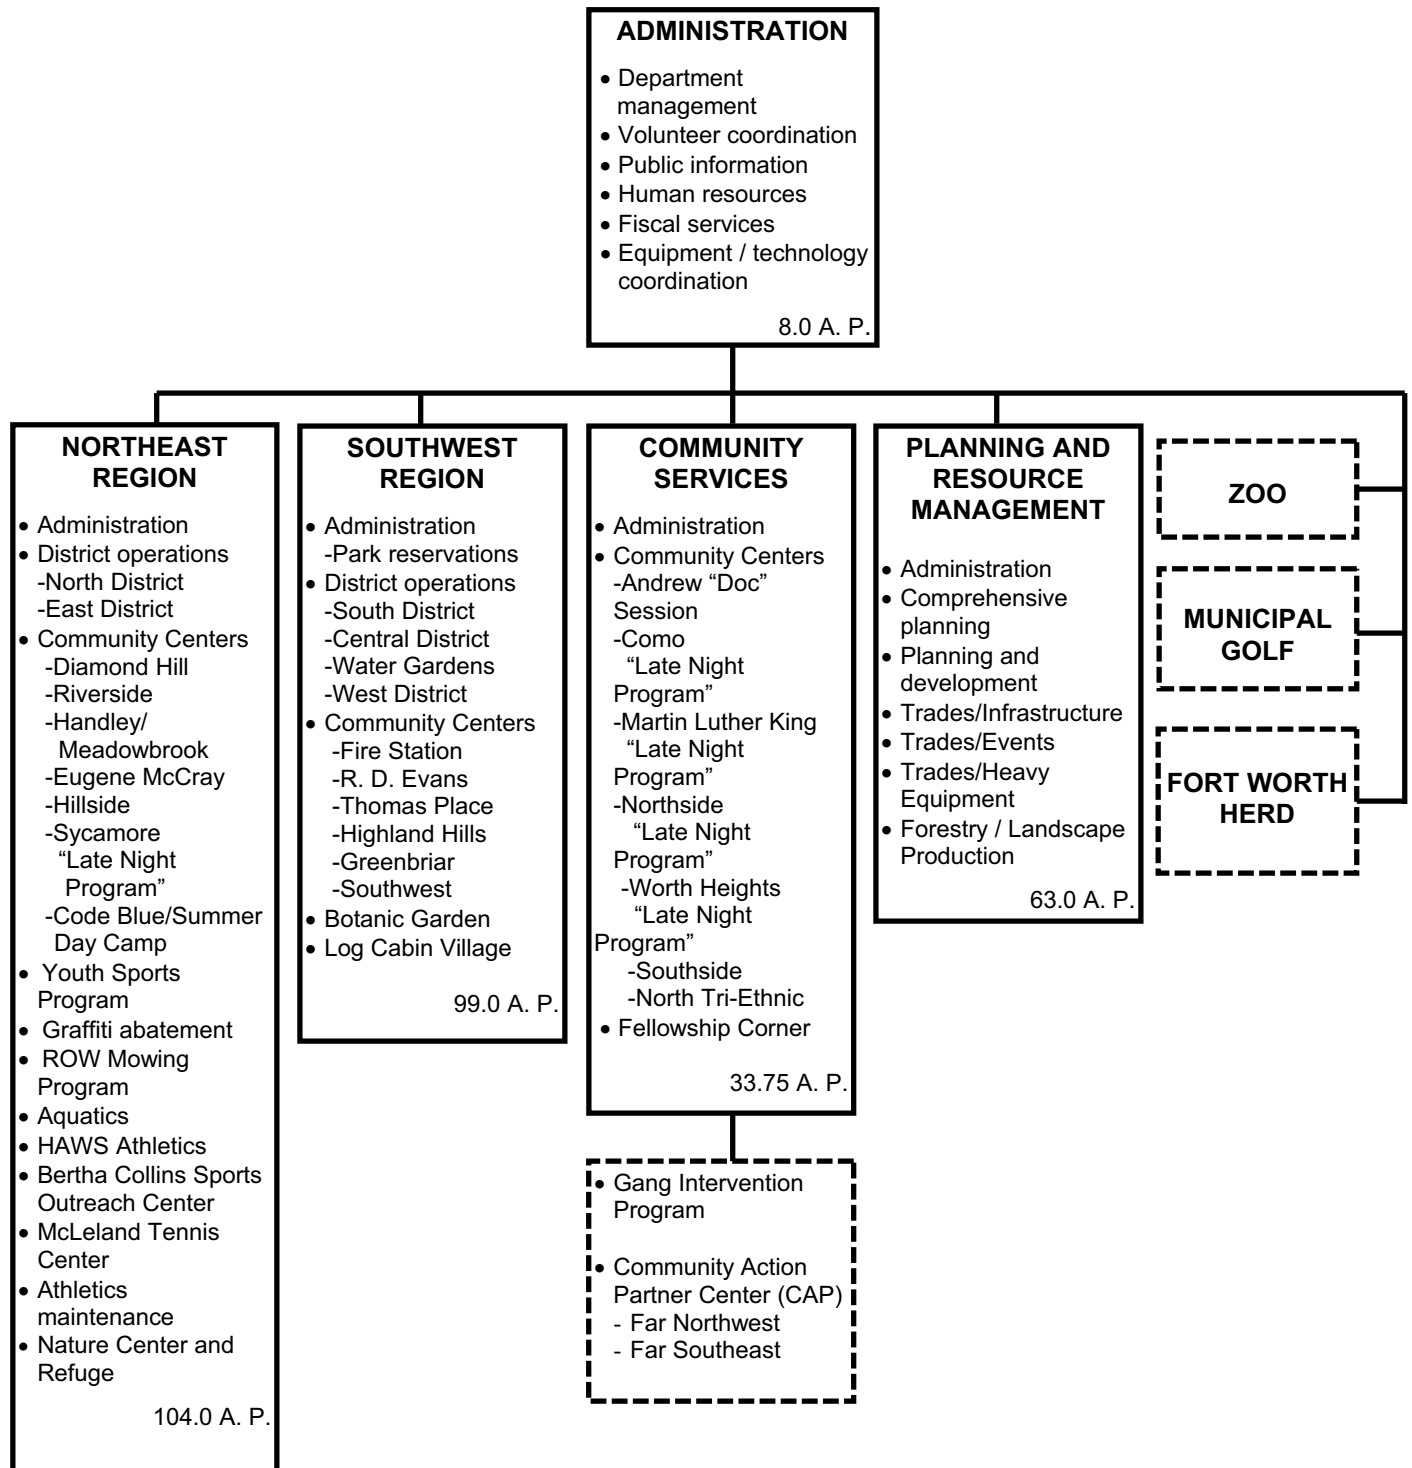 ADMINISTRATION
• Department
management
• Volunteer coordination
• Public information
• Human resources
• Fiscal services
• Equipment / technology
coordination
8.0 A. P.
NORTHEAST
REGION
• Administration
• District operations
-North District
-East District
• Community Centers
-Diamond Hill
-Riverside
-Handley/
Meadowbrook
-Eugene McCray
-Hillside
-Sycamore
“Late Night
Program”
-Code Blue/Summer
Day Camp
• Youth Sports
Program
• Graffiti abatement
• ROW Mowing
Program
• Aquatics
• HAWS Athletics
• Bertha Collins Sports
Outreach Center
• McLeland Tennis
Center
• Athletics
maintenance
• Nature Center and
Refuge
104.0 A. P.
SOUTHWEST
REGION
• Administration
-Park reservations
• District operations
-South District
-Central District
-Water Gardens
-West District
• Community Centers
-Fire Station
-R. D. Evans
-Thomas Place
-Highland Hills
-Greenbriar
-Southwest
• Botanic Garden
• Log Cabin Village
99.0 A. P.
COMMUNITY
SERVICES
• Administration
• Community Centers
-Andrew “Doc”
Session
-Como
“Late Night
Program”
-Martin Luther King
“Late Night
Program”
-Northside
“Late Night
Program”
-Worth Heights
“Late Night
Program”
-Southside
-North Tri-Ethnic
• Fellowship Corner
33.75 A. P.
• Gang Intervention
Program
• Community Action
Partner Center (CAP)
- Far Northwest
- Far Southeast
PLANNING AND
RESOURCE
MANAGEMENT
• Administration
• Comprehensive
planning
• Planning and
development
• Trades/Infrastructure
• Trades/Events
• Trades/Heavy
Equipment
• Forestry / Landscape
Production
63.0 A. P.
ZOO
MUNICIPAL
GOLF
FORT WORTH
HERD